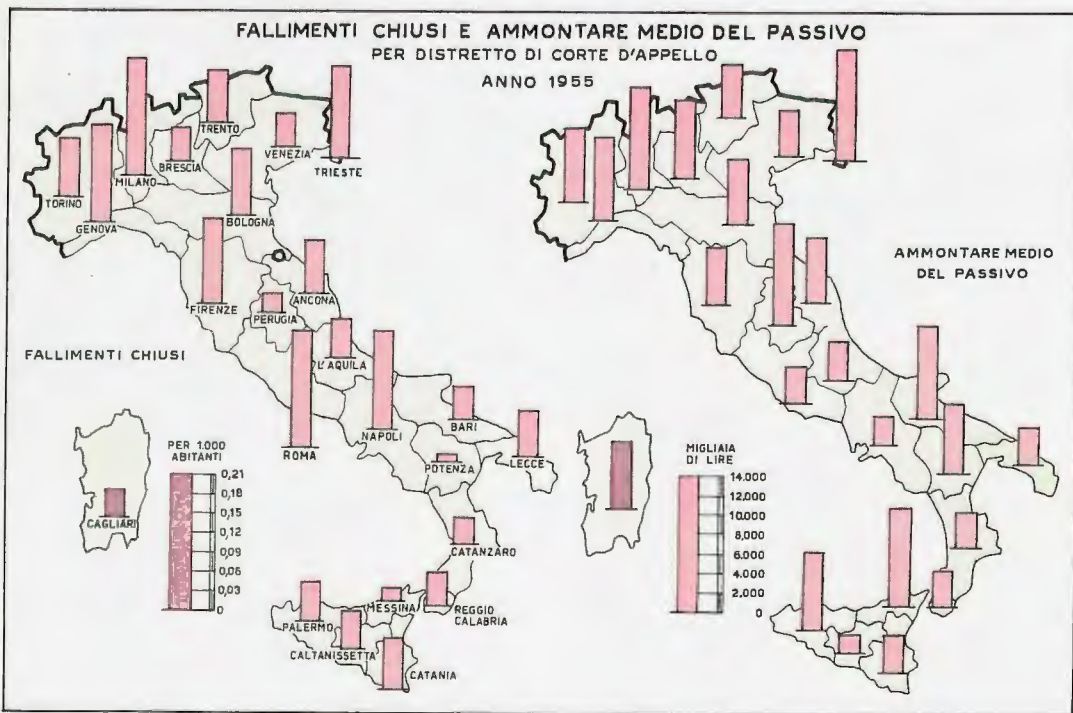 FALLIMENTI CHIUSI E AMMONTARE MEDIO DEL PASSIVO
PER DISTRETTO DI CORTE D'APPELLO
ANNO 1955
TRENTO
BRESCIA
VENEZIA
TRIESTE
MILANO
TORINO
GENOVA
BOLOGNA
FIRENZE
ANCONA
PERUGIA
L'AQUILA
FALLIMENTI CHIUSI
BARI
NAPOLI
ROMA
POTENZA
LECCE
PER 1.000
ABITANTI
0,21
0,18
0,15
0,12
0,09
0,06
0,03
0
CAGLIARI
CATANZARO
MESSINA
REGGIO
CALABRIA
PALERMO
CALTANISSETTA
CATANIA
AMMONTARE MEDIO
DEL PASSIVO
MIGLIAIA
DI LIRE
14.000
12.000
10.000
8,000
6.000
4.000
2,000
0